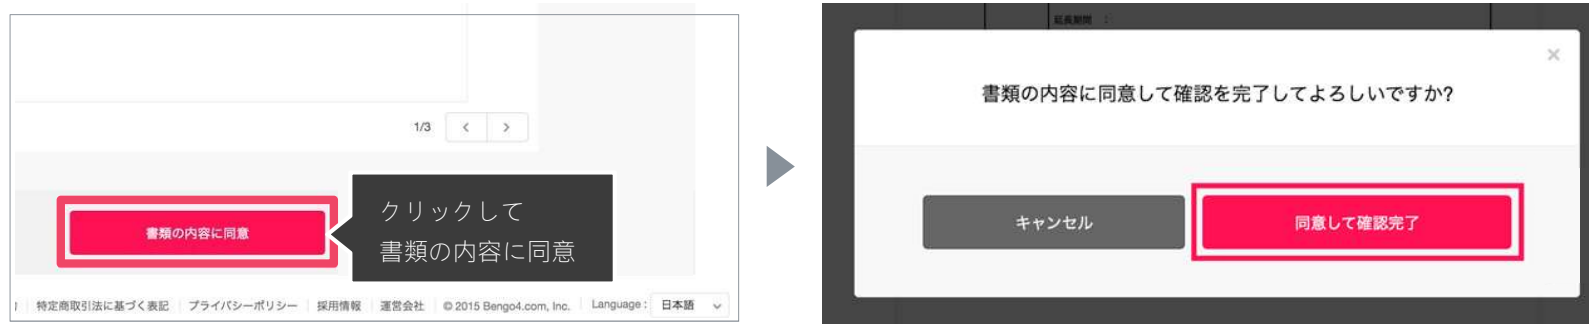 1/3
書類の内容に同意
クリックして
書類の内容に同意
特定商取引法に基づく表記 プライバシーポリシー 採用情報 運営会社 © 2015 Bengo4.com, Inc. Language : 日本語
延長期間 :
書類の内容に同意して確認を完了してよろしいですか?
キャンセル 同意して確認完了